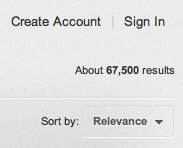 Create Account | Sign In
About 67,500 results
Sort by: Relevance